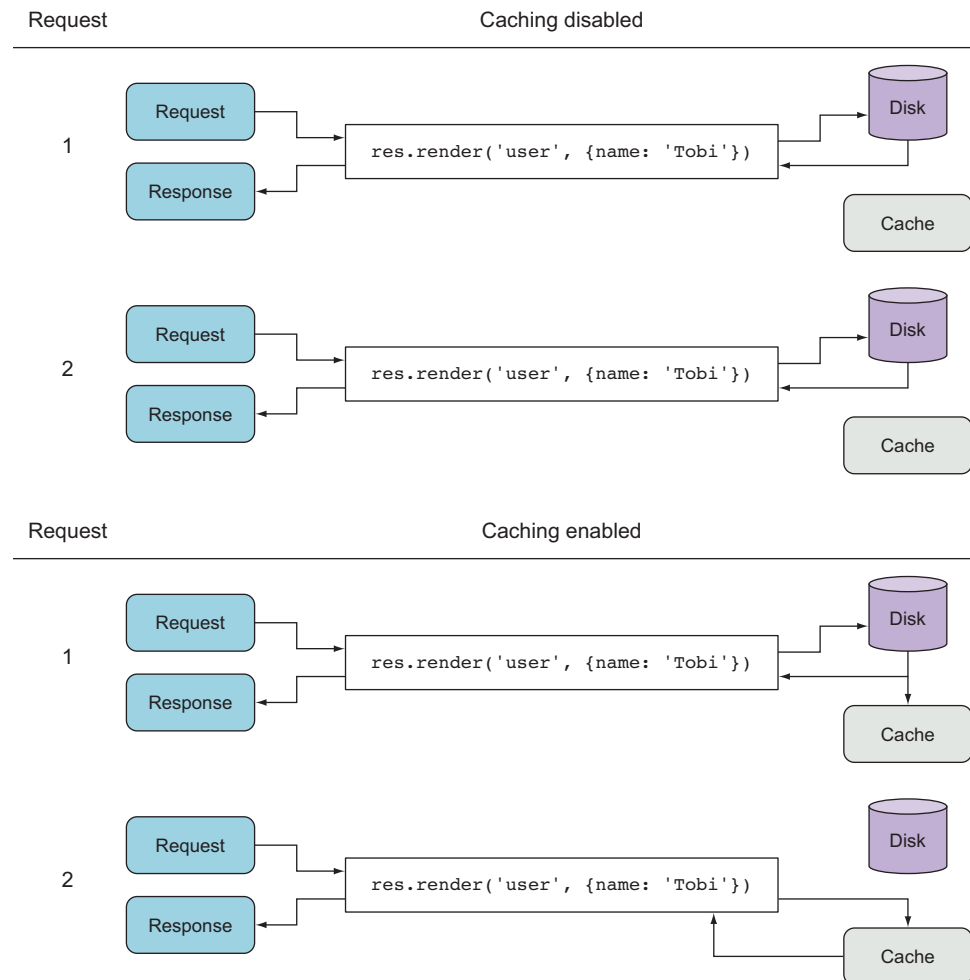 Request Caching disabled
Request
Disk
1
res.render('user', {name: 'Tobi'})
Response
Cache
Request
Disk
2
res.render('user', {name: 'Tobi'})
Response
Cache
Request Caching enabled
Request
Disk
1
res.render('user', {name: 'Tobi'})
Response
Cache
Request
Disk
2
res.render('user', {name: 'Tobi'})
Response
Cache